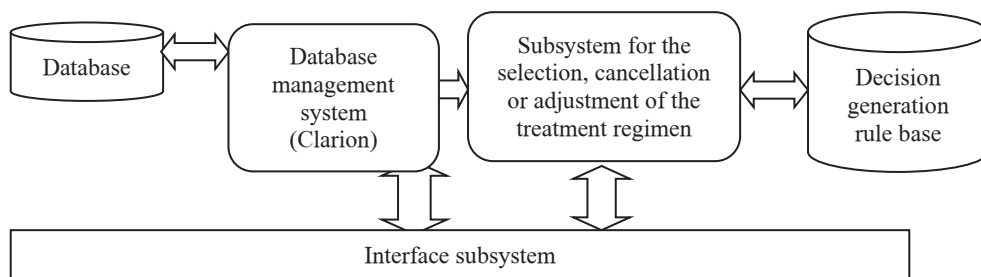 Database
Database
management
system
(Clarion)
Subsystem for the
selection, cancellation
or adjustment of the
treatment regimen
Decision
generation
rule base
Interface subsystem